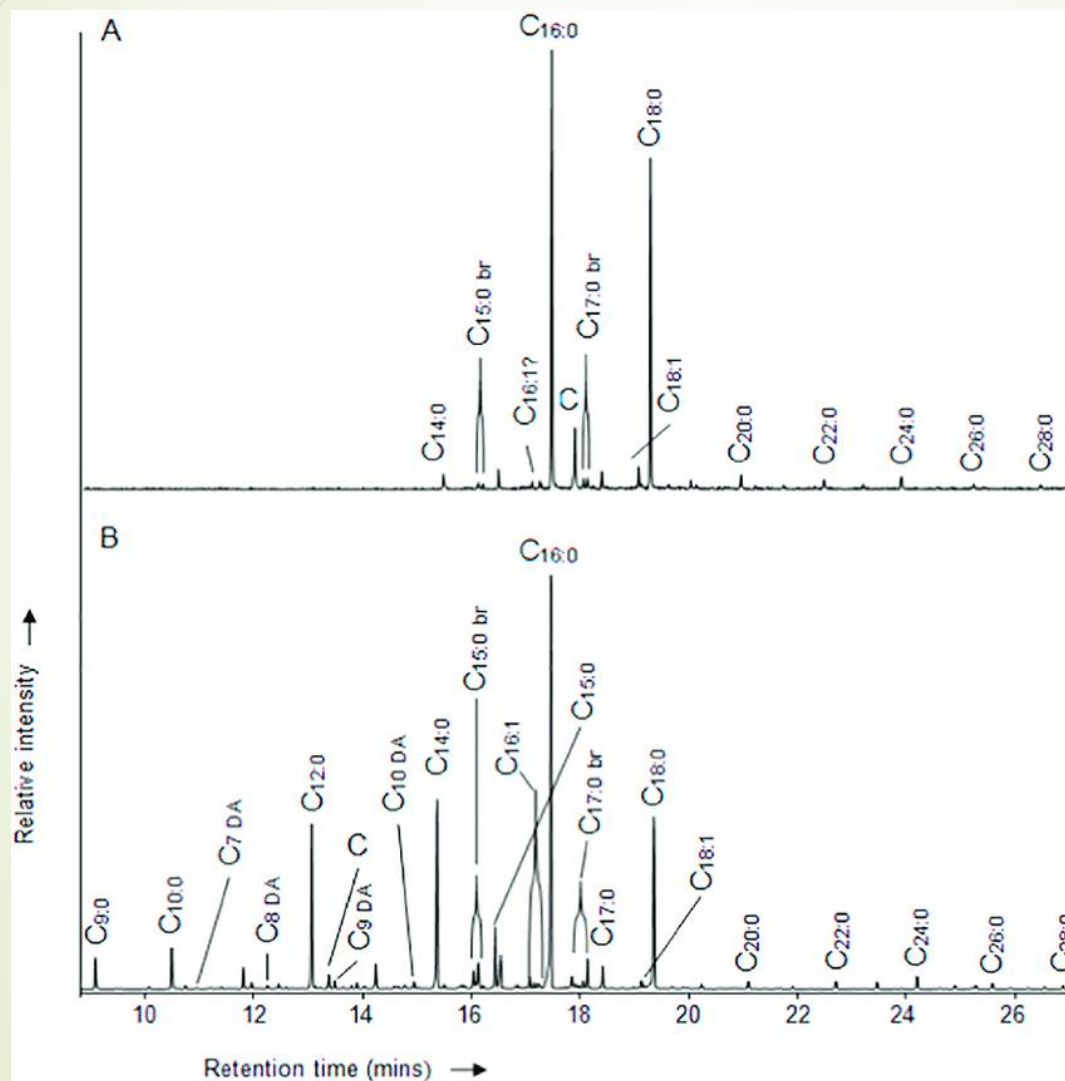 A
C16:0
C18:0
C15:0 br
C17:0 br
C16:1?
C
C18:1
C14:0
C20:0
C22:0
C24:0
C26:0
C28:0
B
C16:0
C15:0 br
C15:0
C14:0
C16:1
C17:0 br
C18:0
C12:0
C10 DA
C7 DA
C
C18:1
C9:0
C10:0
C8 DA
C9 DA
C17:0
C20:0
C22:0
C24:0
C26:0
Relative intensity
10 12 14 16 18 20 22 24 26
Retention time (mins)